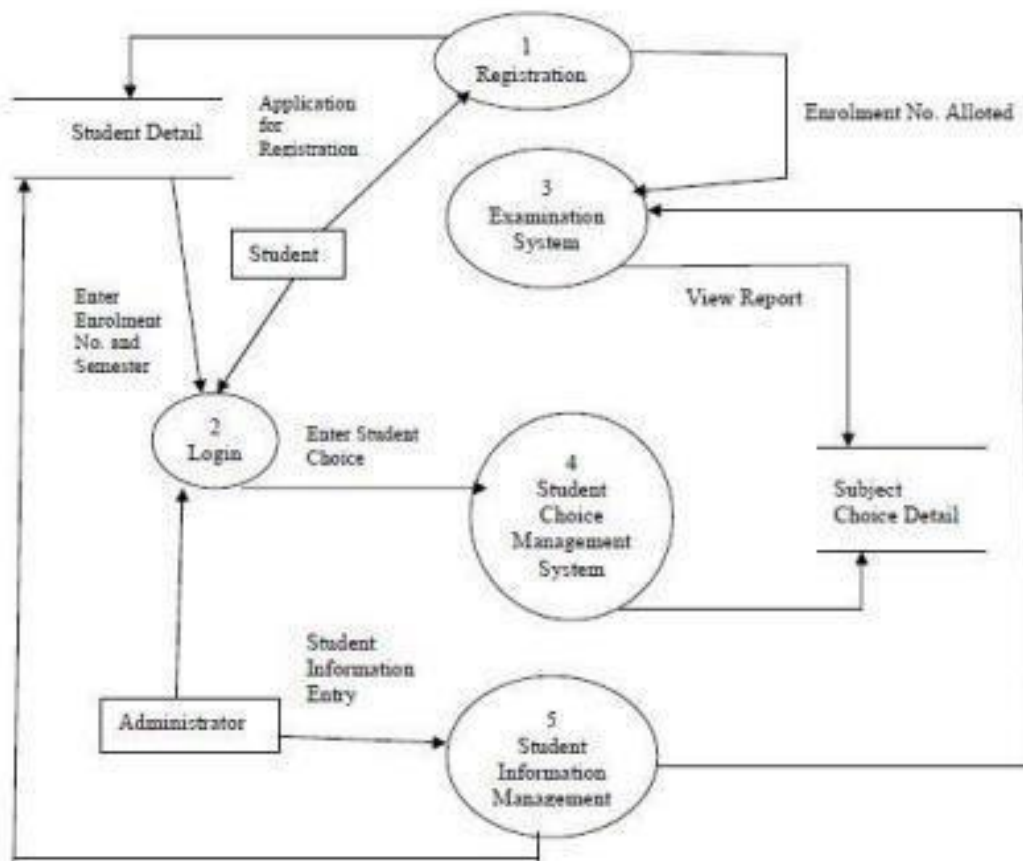 1
Registration
Application
for
Registration
Student Detail
Enrolment No. Alloted
3
Examination
System
Student
View Report
Enter
Enrolment
No. and
Semester
2
Login
Enter Student
Choice
4
Student
Choice
Management
System
Subject
Choice Detail
Student
Information
Entry
Administrator
5
Student
Information
Management